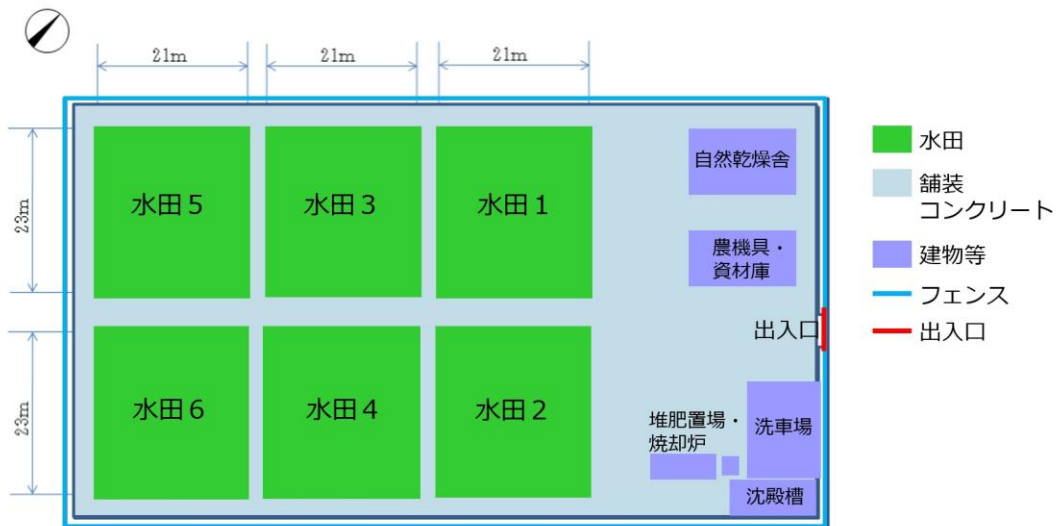 21m
21m
21m
23m
水田５
水田３
水田１
自然乾燥舎
農機具・
資材庫
出入口
23m
水田６
水田４
水田２
堆肥置場・
焼却炉
洗車場
沈殿槽
水田
舗装
コンクリート
建物等
フェンス
出入口